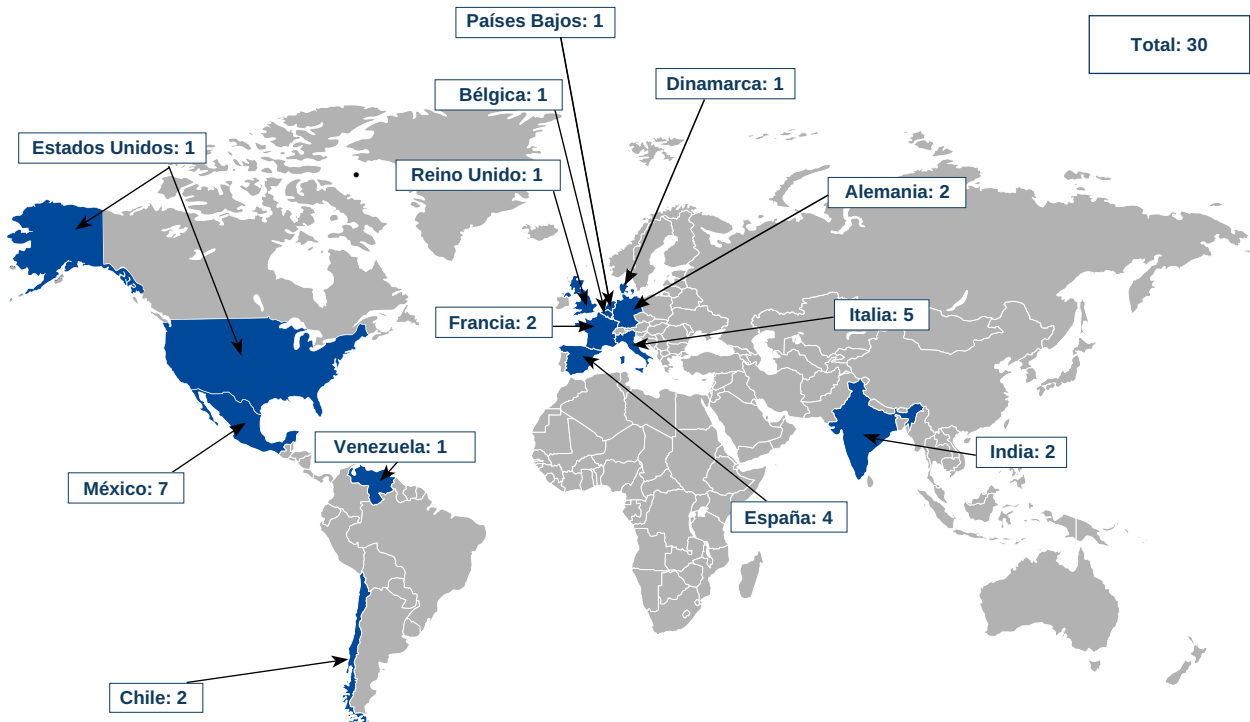 Países Bajos: 1
Total: 30
Dinamarca: 1
Bélgica: 1
Estados Unidos: 1
Reino Unido: 1
Alemania: 2
Italia: 5
Francia: 2
Venezuela: 1
India: 2
México: 7
España: 4
Chile: 2